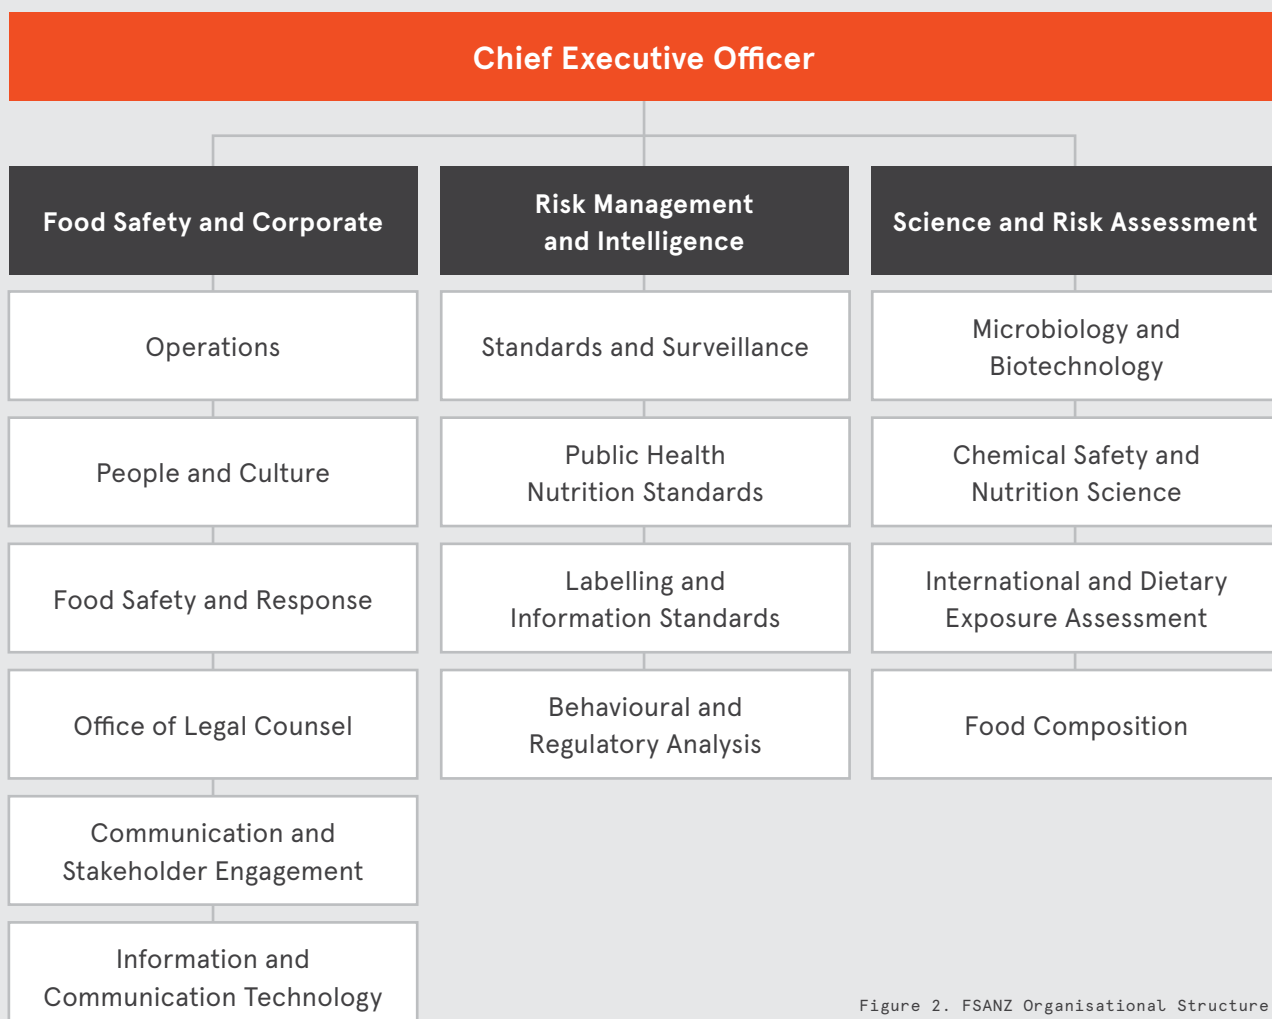 Chief Executive Officer
Food Safety and Corporate
Operations
People and Culture
Food Safety and Response
Office of Legal Counsel
Communication and
Stakeholder Engagement
Information and
Communication Technology
Risk Management
and Intelligence
Standards and Surveillance
Public Health
Nutrition Standards
Labelling and
Information Standards
Behavioural and
Regulatory Analysis
Science and Risk Assessment
Microbiology and
Biotechnology
Chemical Safety and
Nutrition Science
International and Dietary
Exposure Assessment
Food Composition
Figure 2. FSANZ Organisational Structure